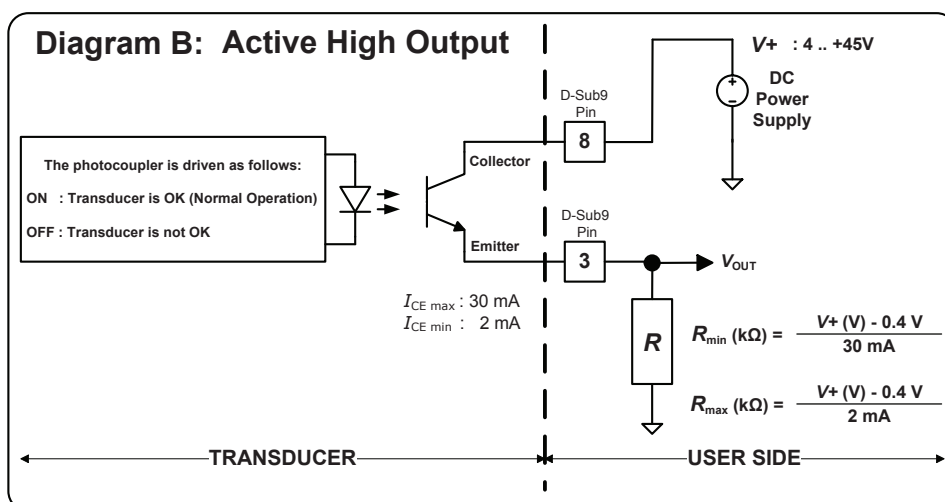 Diagram B: Active High Output
V+ : 4 .. +45V
DC
Power
Supply
D-Sub9
Pin
8
Collector
The photocoupler is driven as follows:
ON : Transducer is OK (Normal Operation)
OFF : Transducer is not OK
D-Sub9
Pin
3
Emitter
VOUT
ICE max : 30 mA
ICE min : 2 mA
R
Rmin (kΩ) = V+ (V) - 0.4 V
30 mA
Rmax (kΩ) = V+ (V) - 0.4 V
2 mA
TRANSDUCER
USER SIDE